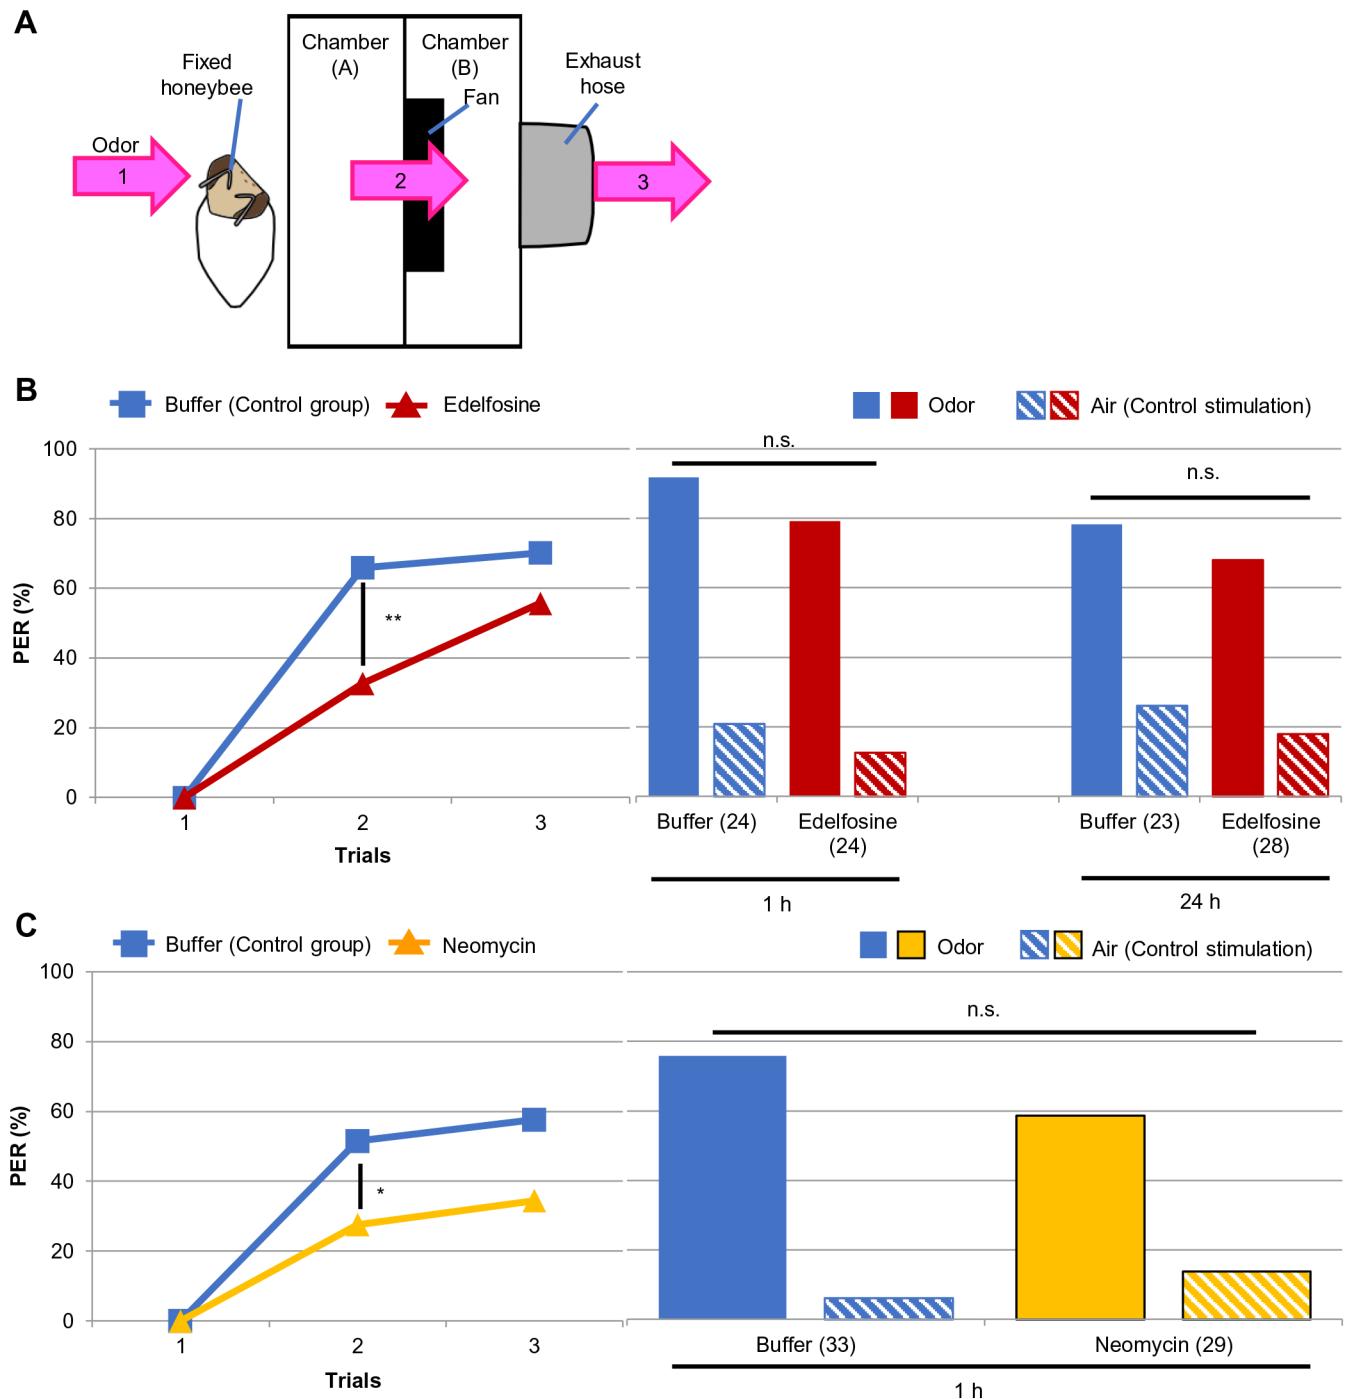 A
Chamber
(A)
Chamber
(B)
Fan
Fixed
honeybee
Exhaust
hose
Odor
1
2
3
B
Buffer (Control group)
Edelfosine
Odor
Air (Control stimulation)
PER (%)
100
80
60
40
20
0
**
1
2
3
Trials
n.s.
n.s.
Buffer (24)
Edelfosine
(24)
Buffer (23)
Edelfosine
(28)
1 h
24 h
C
Buffer (Control group)
Neomycin
Odor
Air (Control stimulation)
PER (%)
100
80
60
40
20
0
*
1
2
3
Trials
n.s.
Buffer (33)
Neomycin (29)
1 h